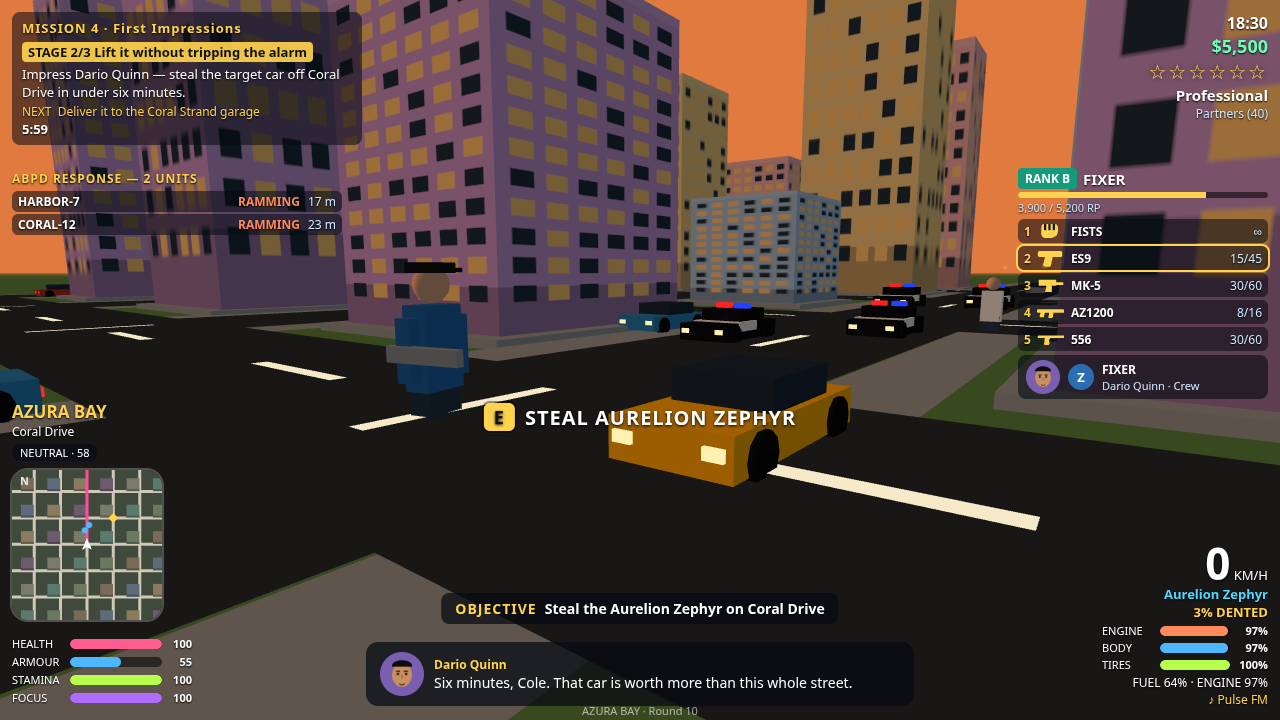 MISSION 4 · First Impressions
STAGE 2/3 Lift it without tripping the alarm
Impress Dario Quinn — steal the target car off Coral
Drive in under six minutes.
NEXT Deliver it to the Coral Strand garage
5:59
ABPD RESPONSE — 2 UNITS
HARBOR-7 RAMMING 17 m
CORAL-12 RAMMING 23 m
18:30
$5,500
☆☆☆☆☆☆
Professional
Partners (40)
RANK B FIXER
3,900 / 5,200 RP
1 FISTS ∞
2 ES9 15/45
3 MK-5 30/60
4 AZ1200 8/16
5 556 30/60
Z FIXER
Dario Quinn · Crew
E STEAL AURELION ZEPHYR
AZURA BAY
Coral Drive
NEUTRAL · 58
N
HEALTH 100
ARMOUR 55
STAMINA 100
FOCUS 100
OBJECTIVE Steal the Aurelion Zephyr on Coral Drive
Dario Quinn
Six minutes, Cole. That car is worth more than this whole street.
AZURA BAY · Round 10
0 KM/H
Aurelion Zephyr
3% DENTED
ENGINE 97%
BODY 97%
TIRES 100%
FUEL 64% · ENGINE 97%
♪ Pulse FM